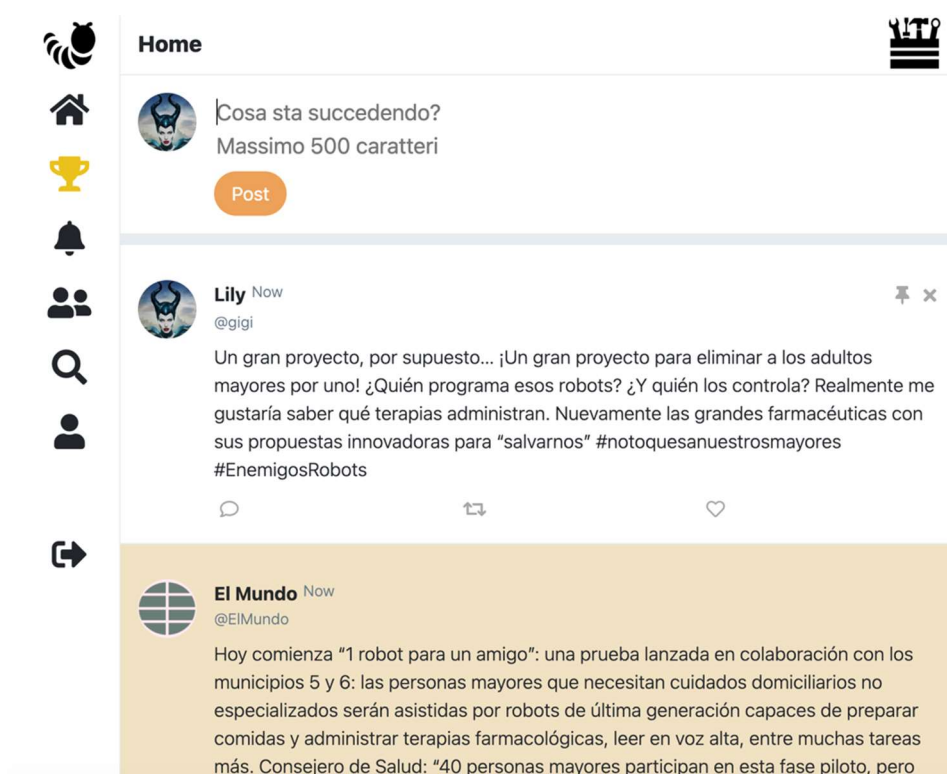 Home
Cosa sta succedendo?
Massimo 500 caratteri
Post
Lily Now
@gigi
Un gran proyecto, por supuesto... ¡Un gran proyecto para eliminar a los adultos
mayores por uno! ¿Quién programa esos robots? ¿Y quién los controla? Realmente me
gustaría saber qué terapias administran. Nuevamente las grandes farmacéuticas con
sus propuestas innovadoras para “salvarnos” #notoquesanuestrosmayores
#EnemigosRobots
El Mundo Now
@ElMundo
Hoy comienza “1 robot para un amigo”: una prueba lanzada en colaboración con los
municipios 5 y 6: las personas mayores que necesitan cuidados domiciliarios no
especializados serán asistidas por robots de última generación capaces de preparar
comidas y administrar terapias farmacológicas, leer en voz alta, entre muchas tareas
más. Consejero de Salud: “40 personas mayores participan en esta fase piloto, pero